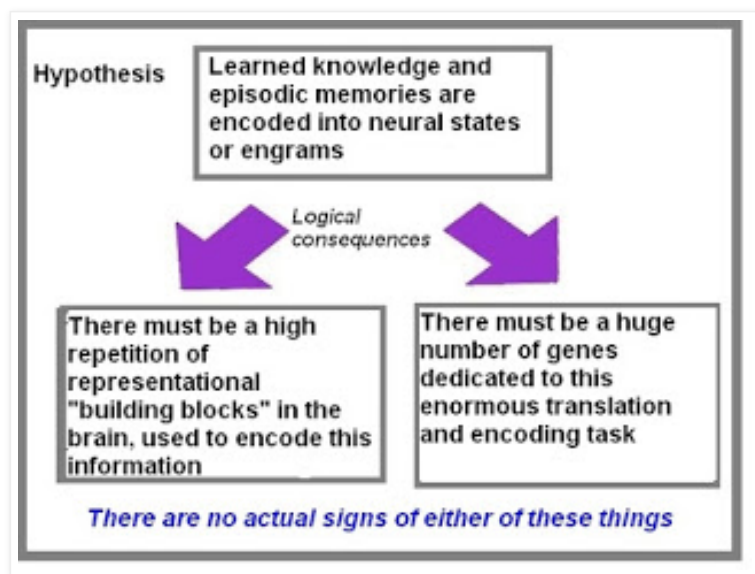 Hypothesis
Learned knowledge and
episodic memories are
encoded into neural states
or engrams
Logical
consequences
There must be a high
repetition of
representational
"building blocks" in the
brain, used to encode this
information
There must be a huge
number of genes
dedicated to this
enormous translation
and encoding task
There are no actual signs of either of these things